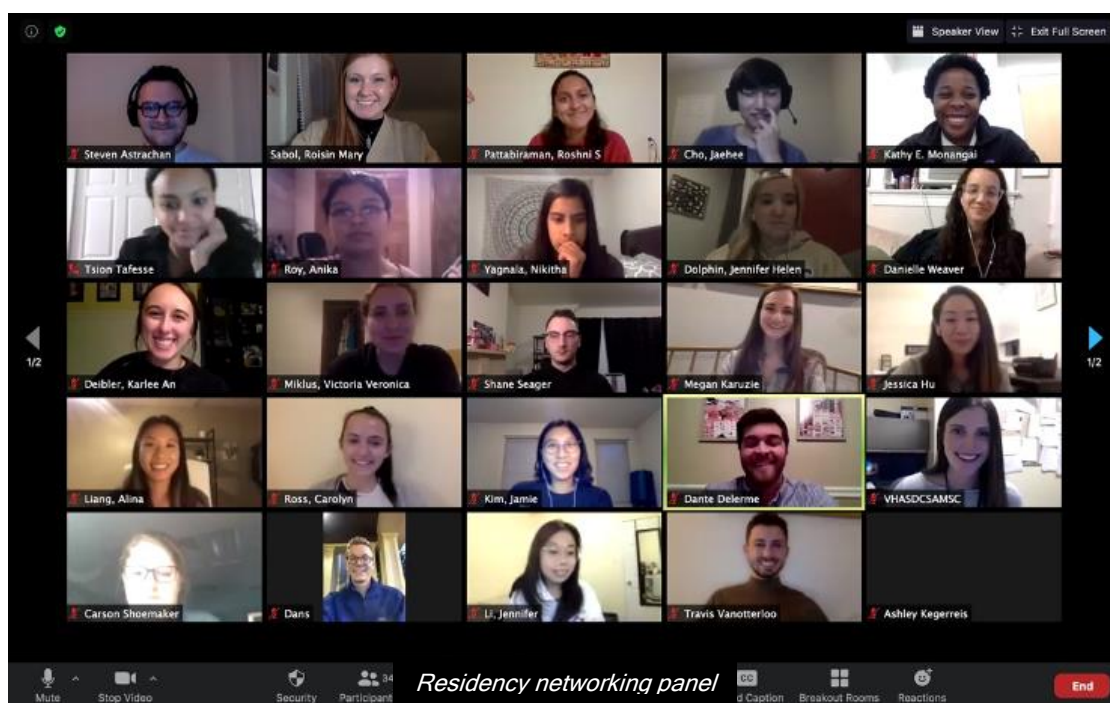 Speaker View
Exit Full Screen
Steven Astrachan
Sabol, Roisin Mary
Pattabiraman, Roshni S
Cho, Jaehee
Kathy E. Monangai
Tsion Tafesse
Roy, Anika
Yagnala, Nikitha
Dolphin, Jennifer Helen
Danielle Weaver
Deibler, Karlee An
Miklus, Victoria Veronica
Shane Seager
Megan Karuzie
Jessica Hu
1/2
1/2
Liang, Alina
Ross, Carolyn
Kim, Jamie
Dante Delerme
VHASDCSAMSC
Carson Shoemaker
Dans
Li, Jennifer
Travis Vanotterloo
Ashley Kegerreis
Mute
Stop Video
Security
Participant
34
Residency networking panel
CC
d Caption
Breakout Rooms
Reactions
End